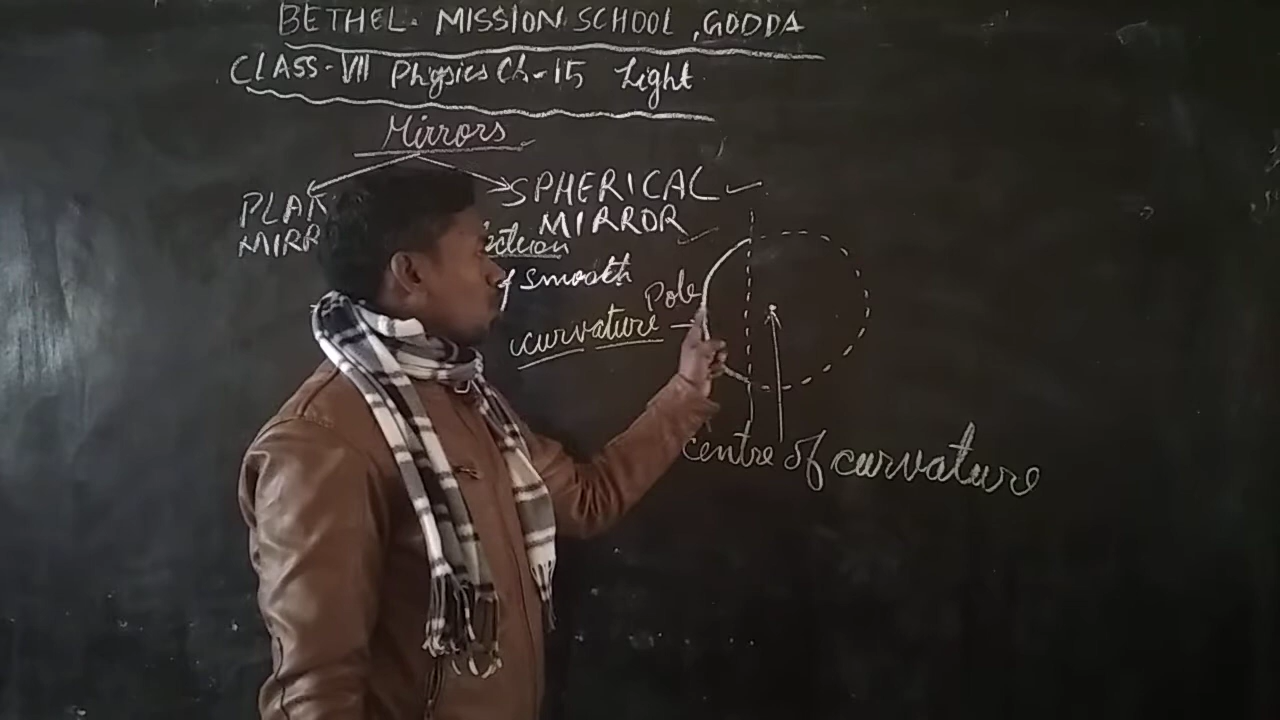 BETHEL. MISSION SCHOOL, GODDA
CLASS-VII Physics Ch-15 Light
Mirrors
SPHERICAL
MIRROR
of smooth
Pole
curvature
centre of curvature